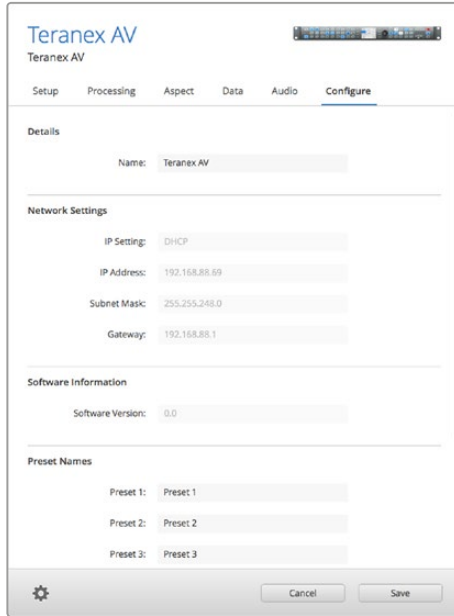 Teranex AV
Teranex AV
Setup Processing Aspect Data Audio Configure
Details
Name: Teranex AV
Network Settings
IP Setting: DHCP
IP Address: 192.168.88.69
Subnet Mask: 255.255.248.0
Gateway: 192.168.88.1
Software Information
Software Version: 0.0
Preset Names
Preset 1: Preset 1
Preset 2: Preset 2
Preset 3: Preset 3
Cancel Save